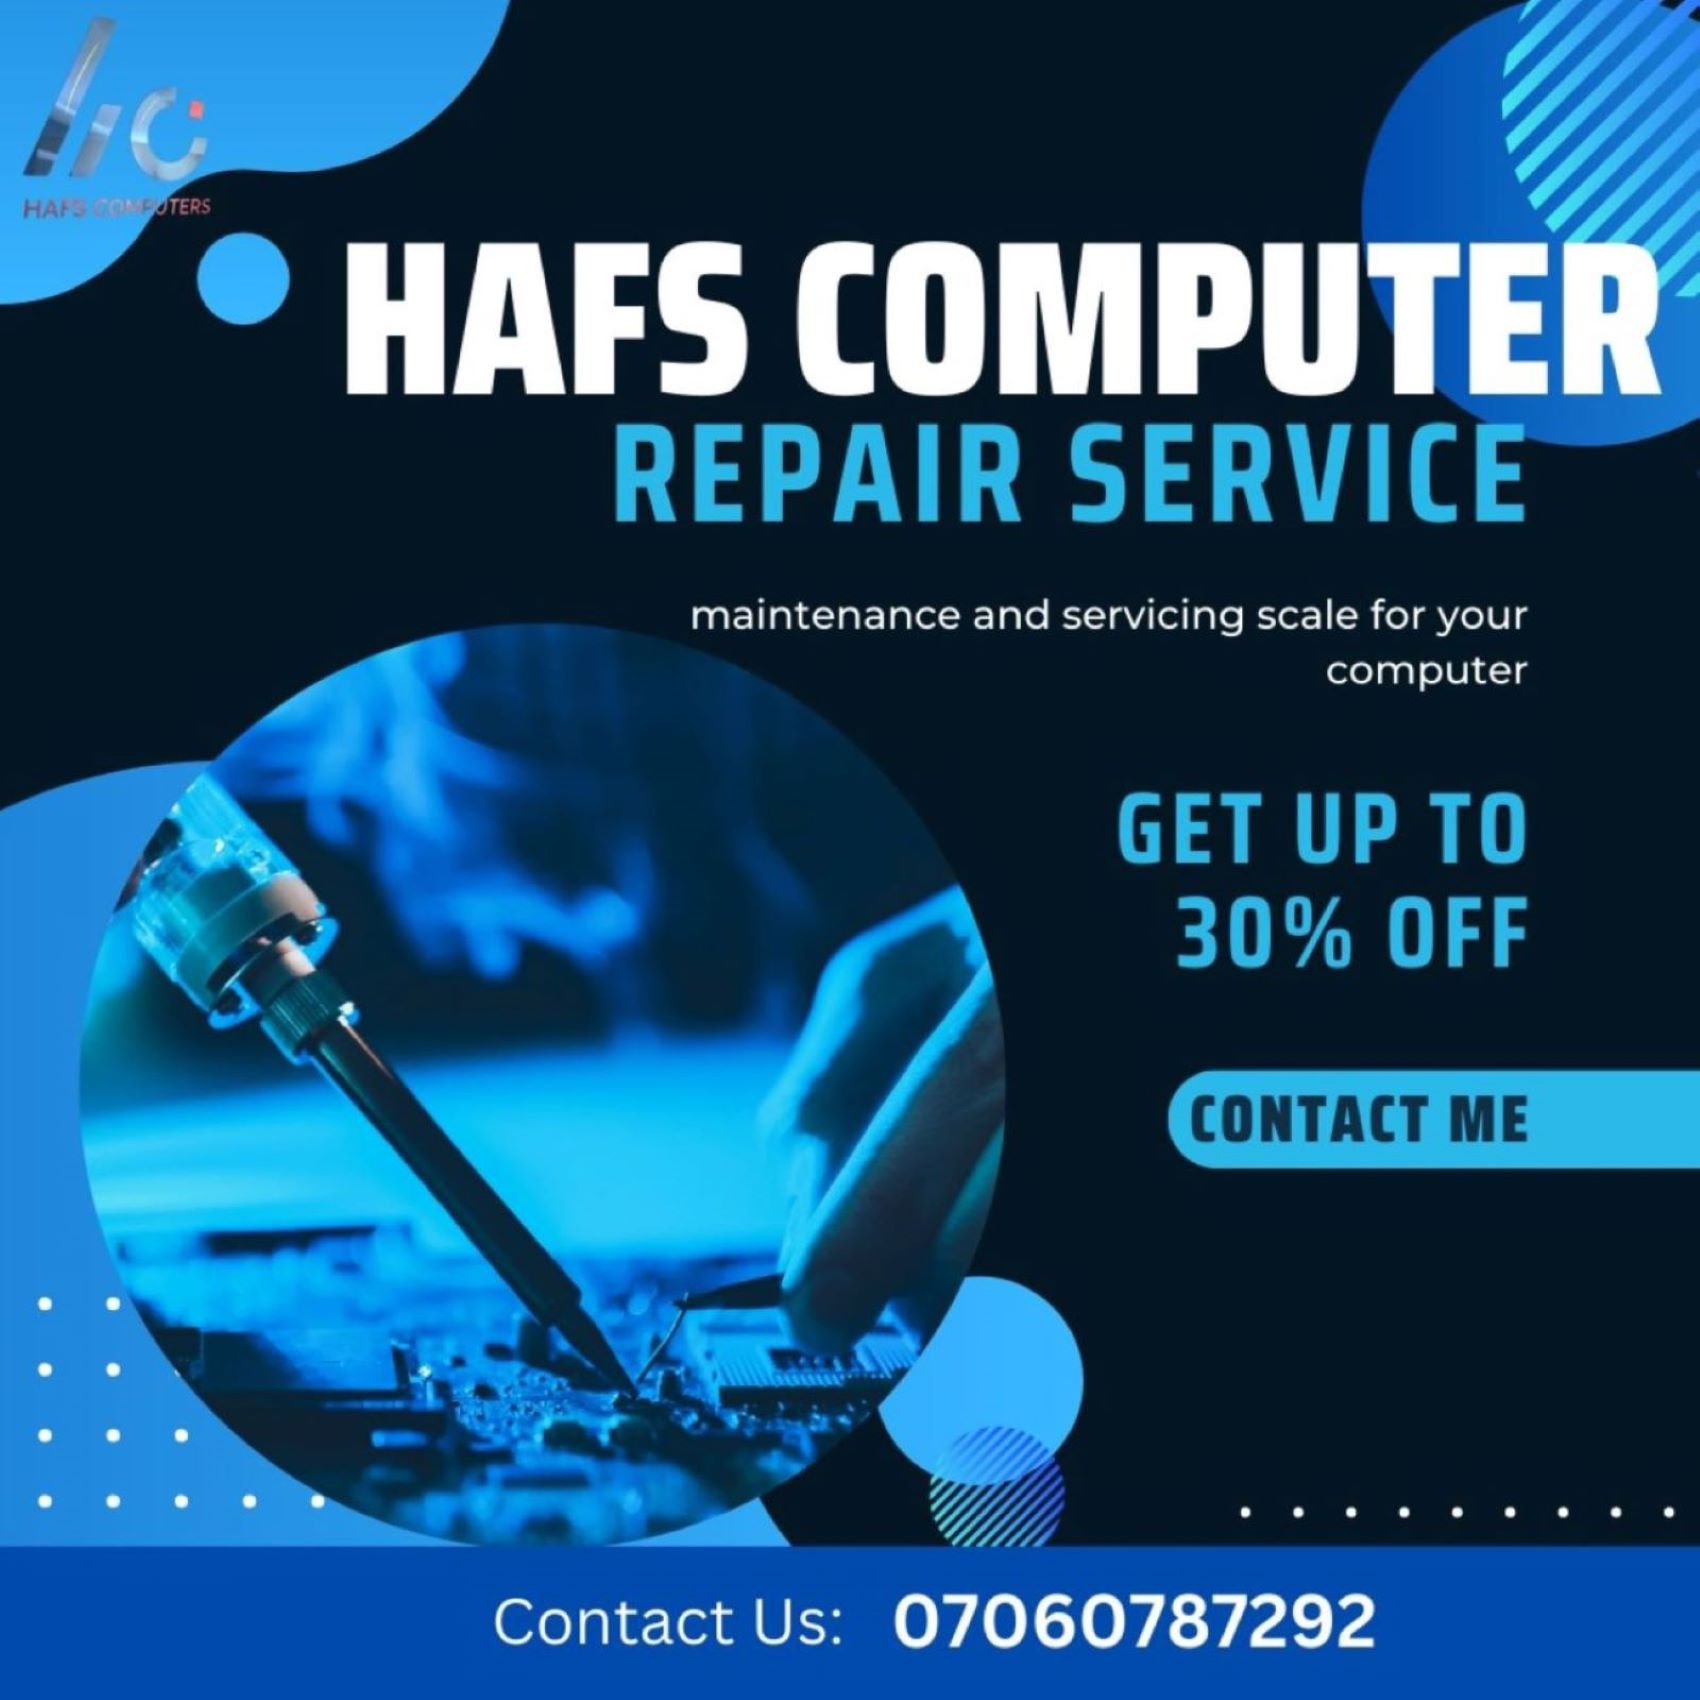 HAFS COMPUTERS
HAFS COMPUTER
REPAIR SERVICE
maintenance and servicing scale for your
computer
GET UP TO
30% OFF
CONTACT ME
Contact Us: 07060787292